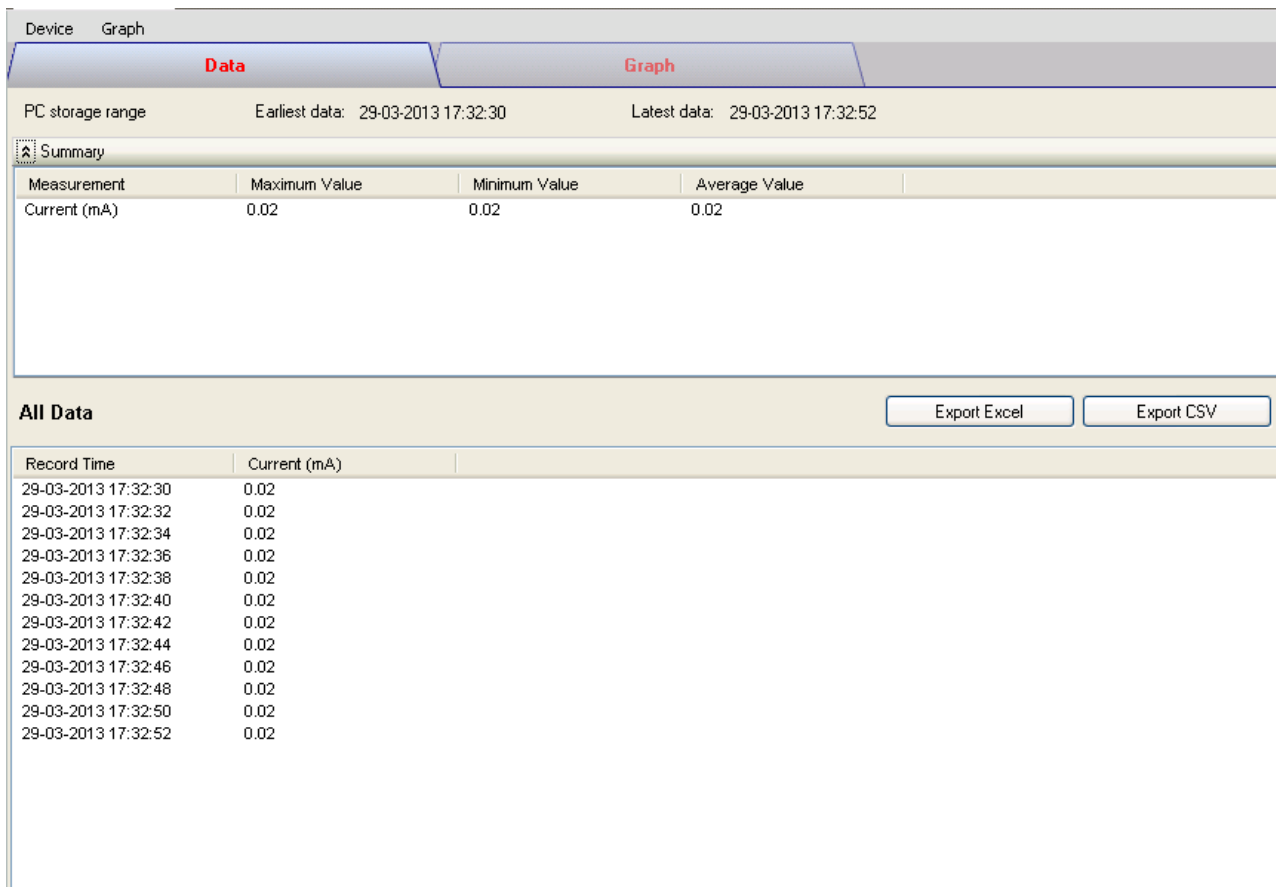 Device Graph
Data Graph
PC storage range Earliest data: 29-03-2013 17:32:30 Latest data: 29-03-2013 17:32:52
Summary
Measurement Maximum Value Minimum Value Average Value
Current (mA) 0.02 0.02 0.02
All Data Export Excel Export CSV
Record Time Current (mA)
29-03-2013 17:32:30 0.02
29-03-2013 17:32:32 0.02
29-03-2013 17:32:34 0.02
29-03-2013 17:32:36 0.02
29-03-2013 17:32:38 0.02
29-03-2013 17:32:40 0.02
29-03-2013 17:32:42 0.02
29-03-2013 17:32:44 0.02
29-03-2013 17:32:46 0.02
29-03-2013 17:32:48 0.02
29-03-2013 17:32:50 0.02
29-03-2013 17:32:52 0.02